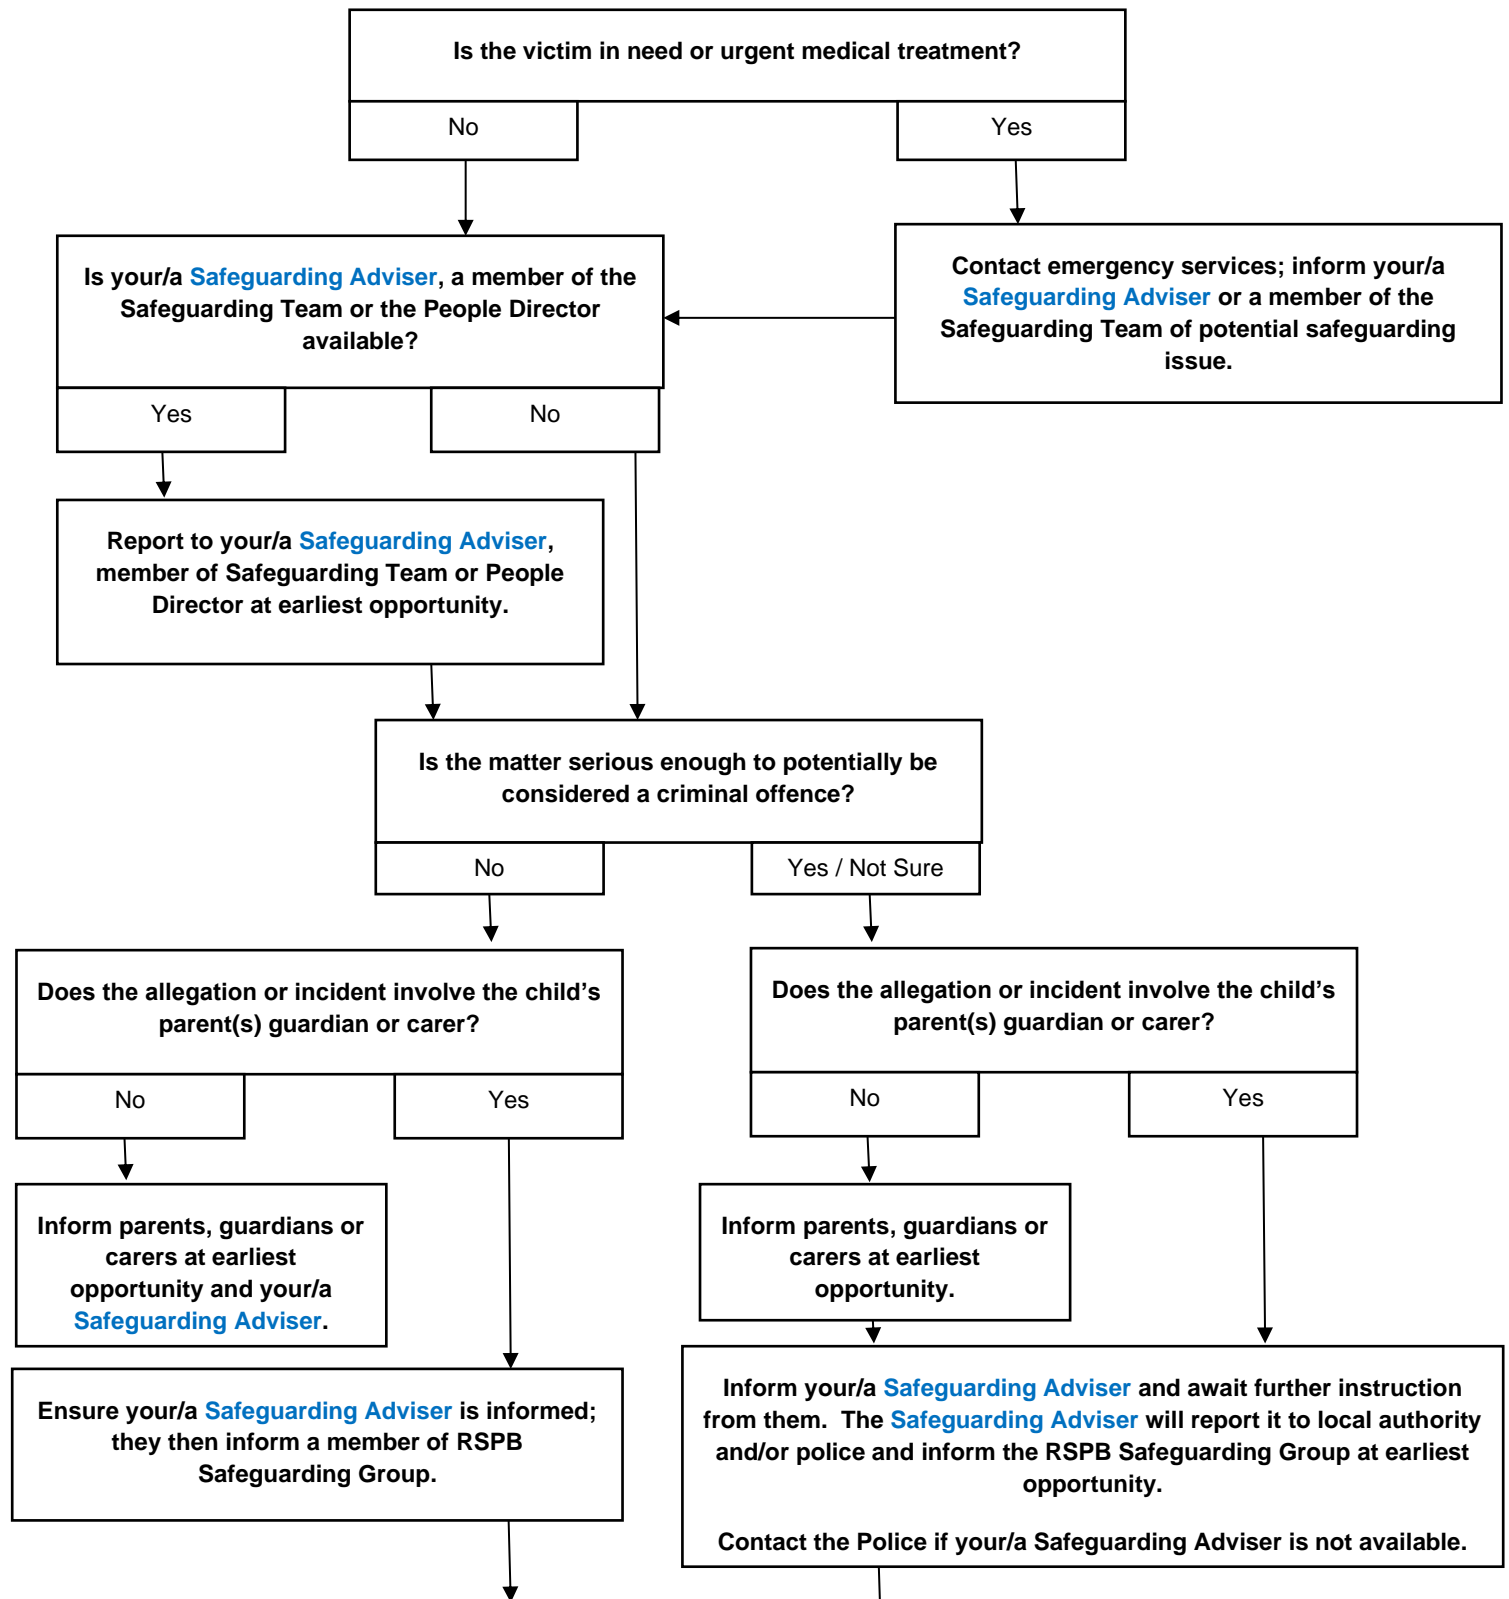 Is the victim in need or urgent medical treatment?
No
Yes
Is your/a Safeguarding Adviser, a member of the
Safeguarding Team or the People Director
available?
Yes
No
Contact emergency services; inform your/a
Safeguarding Adviser or a member of the
Safeguarding Team of potential safeguarding
issue.
Report to your/a Safeguarding Adviser,
member of Safeguarding Team or People
Director at earliest opportunity.
Is the matter serious enough to potentially be
considered a criminal offence?
No
Yes / Not Sure
Does the allegation or incident involve the child’s
parent(s) guardian or carer?
No
Yes
Does the allegation or incident involve the child’s
parent(s) guardian or carer?
No
Yes
Inform parents, guardians or
carers at earliest
opportunity and your/a
Safeguarding Adviser.
Inform parents, guardians or
carers at earliest
opportunity.
Ensure your/a Safeguarding Adviser is informed;
they then inform a member of RSPB
Safeguarding Group.
Inform your/a Safeguarding Adviser and await further instruction
from them.  The Safeguarding Adviser will report it to local authority
and/or police and inform the RSPB Safeguarding Group at earliest
opportunity.
Contact the Police if your/a Safeguarding Adviser is not available.